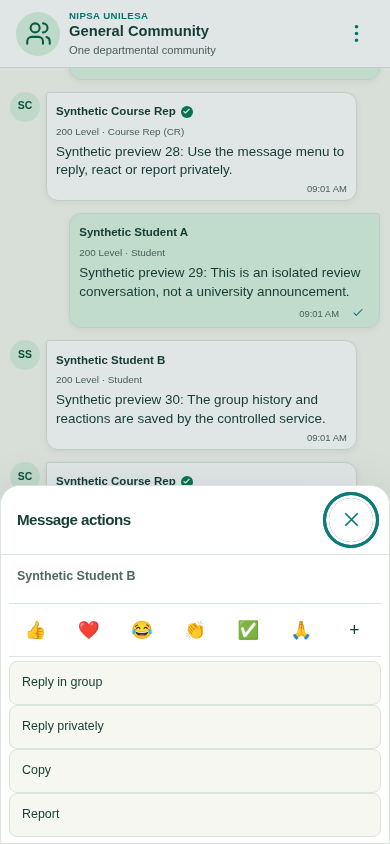 NIPSA UNILESA
General Community
One departmental community
SC
Synthetic Course Rep
200 Level · Course Rep (CR)
Synthetic preview 28: Use the message menu to
reply, react or report privately.
09:01 AM
Synthetic Student A
200 Level · Student
Synthetic preview 29: This is an isolated review
conversation, not a university announcement.
09:01 AM
SS
Synthetic Student B
200 Level · Student
Synthetic preview 30: The group history and
reactions are saved by the controlled service.
09:01 AM
SC
Synthetic Course Rep
Message actions
Synthetic Student B
👍 ❤️ 😂 👏 ✅ 🙏 +
Reply in group
Reply privately
Copy
Report